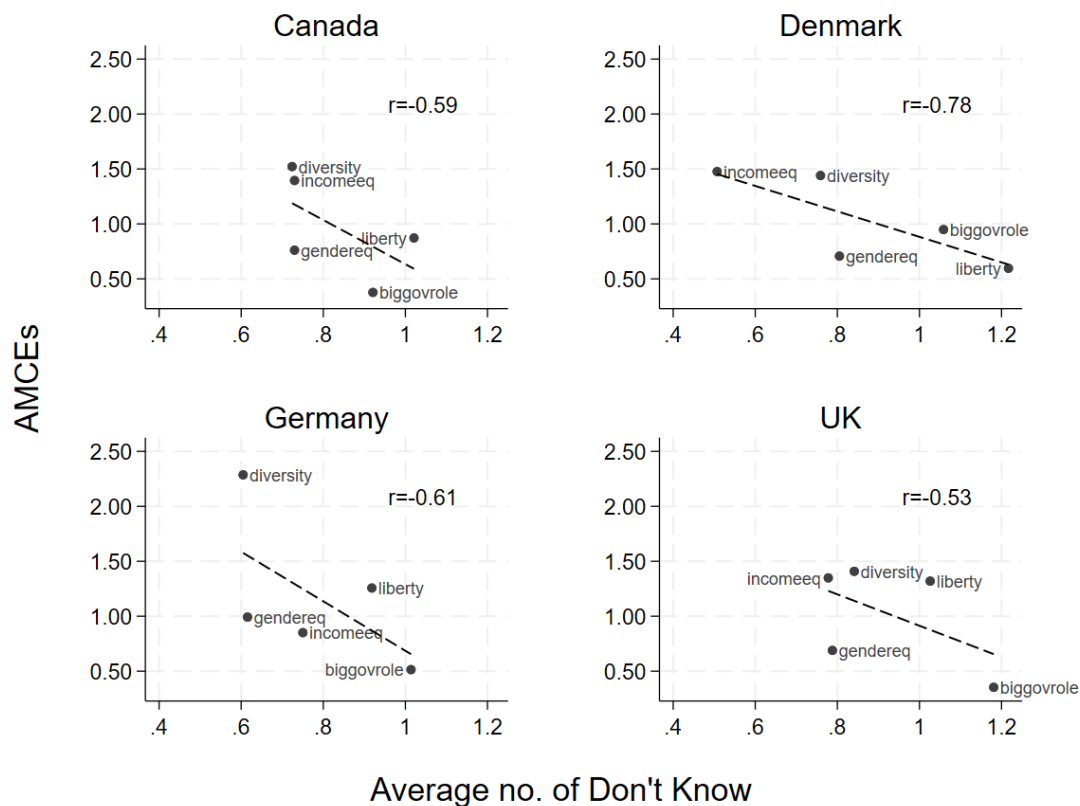 Canada
2.50
2.00
1.50
1.00
0.50
r=-0.59
diversity
incomeeq
liberty
gendereq
biggovrole
.4 .6 .8 1 1.2
Denmark
2.50
2.00
1.50
1.00
0.50
r=-0.78
incomeeq
diversity
biggovrole
gendereq
liberty
.4 .6 .8 1 1.2
AMCEs
Germany
2.50
2.00
1.50
1.00
0.50
diversity
r=-0.61
liberty
gendereq
incomeeq
biggovrole
.4 .6 .8 1 1.2
UK
2.50
2.00
1.50
1.00
0.50
r=-0.53
incomeeq
diversity
liberty
gendereq
biggovrole
.4 .6 .8 1 1.2
Average no. of Don't Know